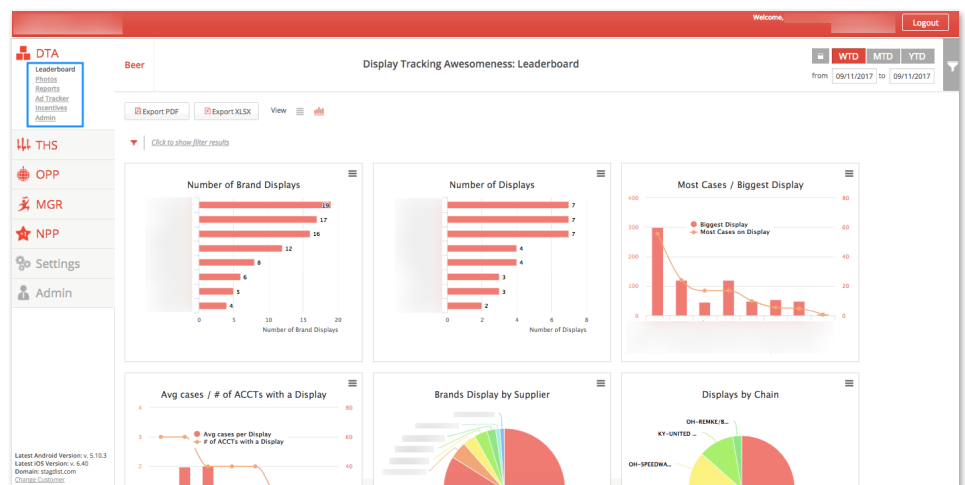 Welcome,
Logout
DTA
Leaderboard
Photos
Reports
Ad Tracker
Incentives
Admin
THS
OPP
MGR
NPP
Settings
Admin
Latest Android Version: v. 5.10.3
Latest iOS Version: v. 6.40
Domain: stagdist.com
Change Customer
Beer
Display Tracking Awesomeness: Leaderboard
WTD MTD YTD
from 09/11/2017 to 09/11/2017
Export PDF Export XLSX View
Click to show filter results
Number of Brand Displays
19
17
16
12
8
6
5
4
0 5 10 15 20
Number of Brand Displays
Number of Displays
7
7
7
4
4
3
3
2
0 2 4 6 8
Number of Displays
Most Cases / Biggest Display
400 80
Biggest Display
Most Cases on Display
300 60
200 40
100 20
0 0
Avg cases / # of ACCTs with a Display
4 80
Avg cases per Display
# of ACCTs with a Display
3 60
2 40
Brands Display by Supplier
Displays by Chain
OH-REMKE/B...
KY-UNITED ...
OH-SPEEDWA...